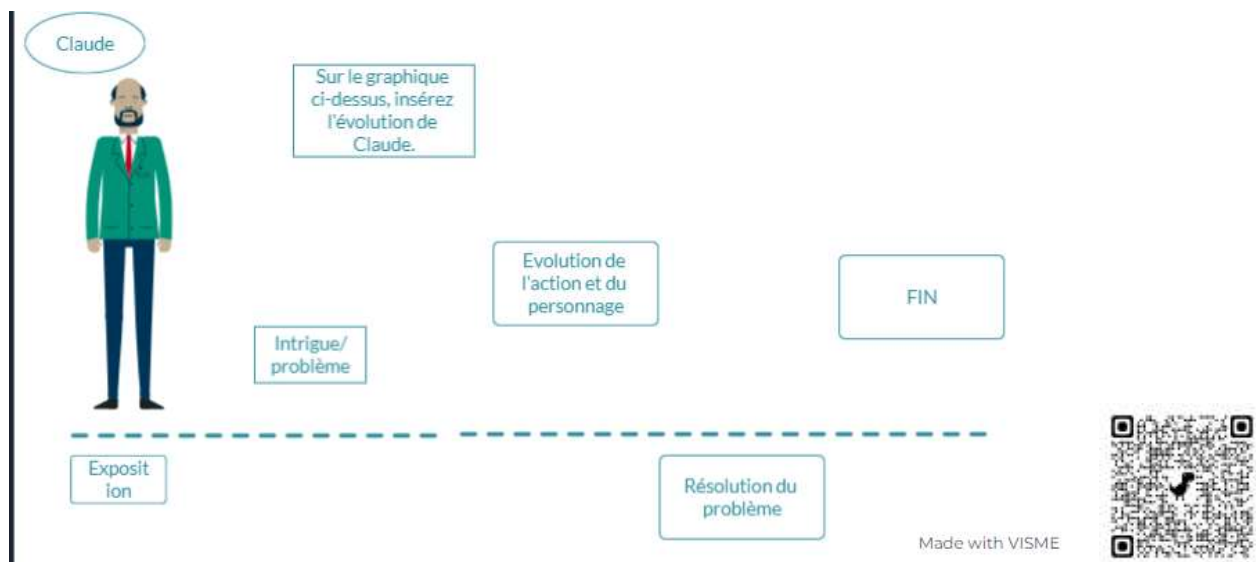 Claude
Sur le graphique
ci-dessus, insérez
l'évolution de
Claude.
Evolution de
l'action et du
personnage
FIN
Intrigue/
problème
Exposit
ion
Résolution du
problème
Made with VISME